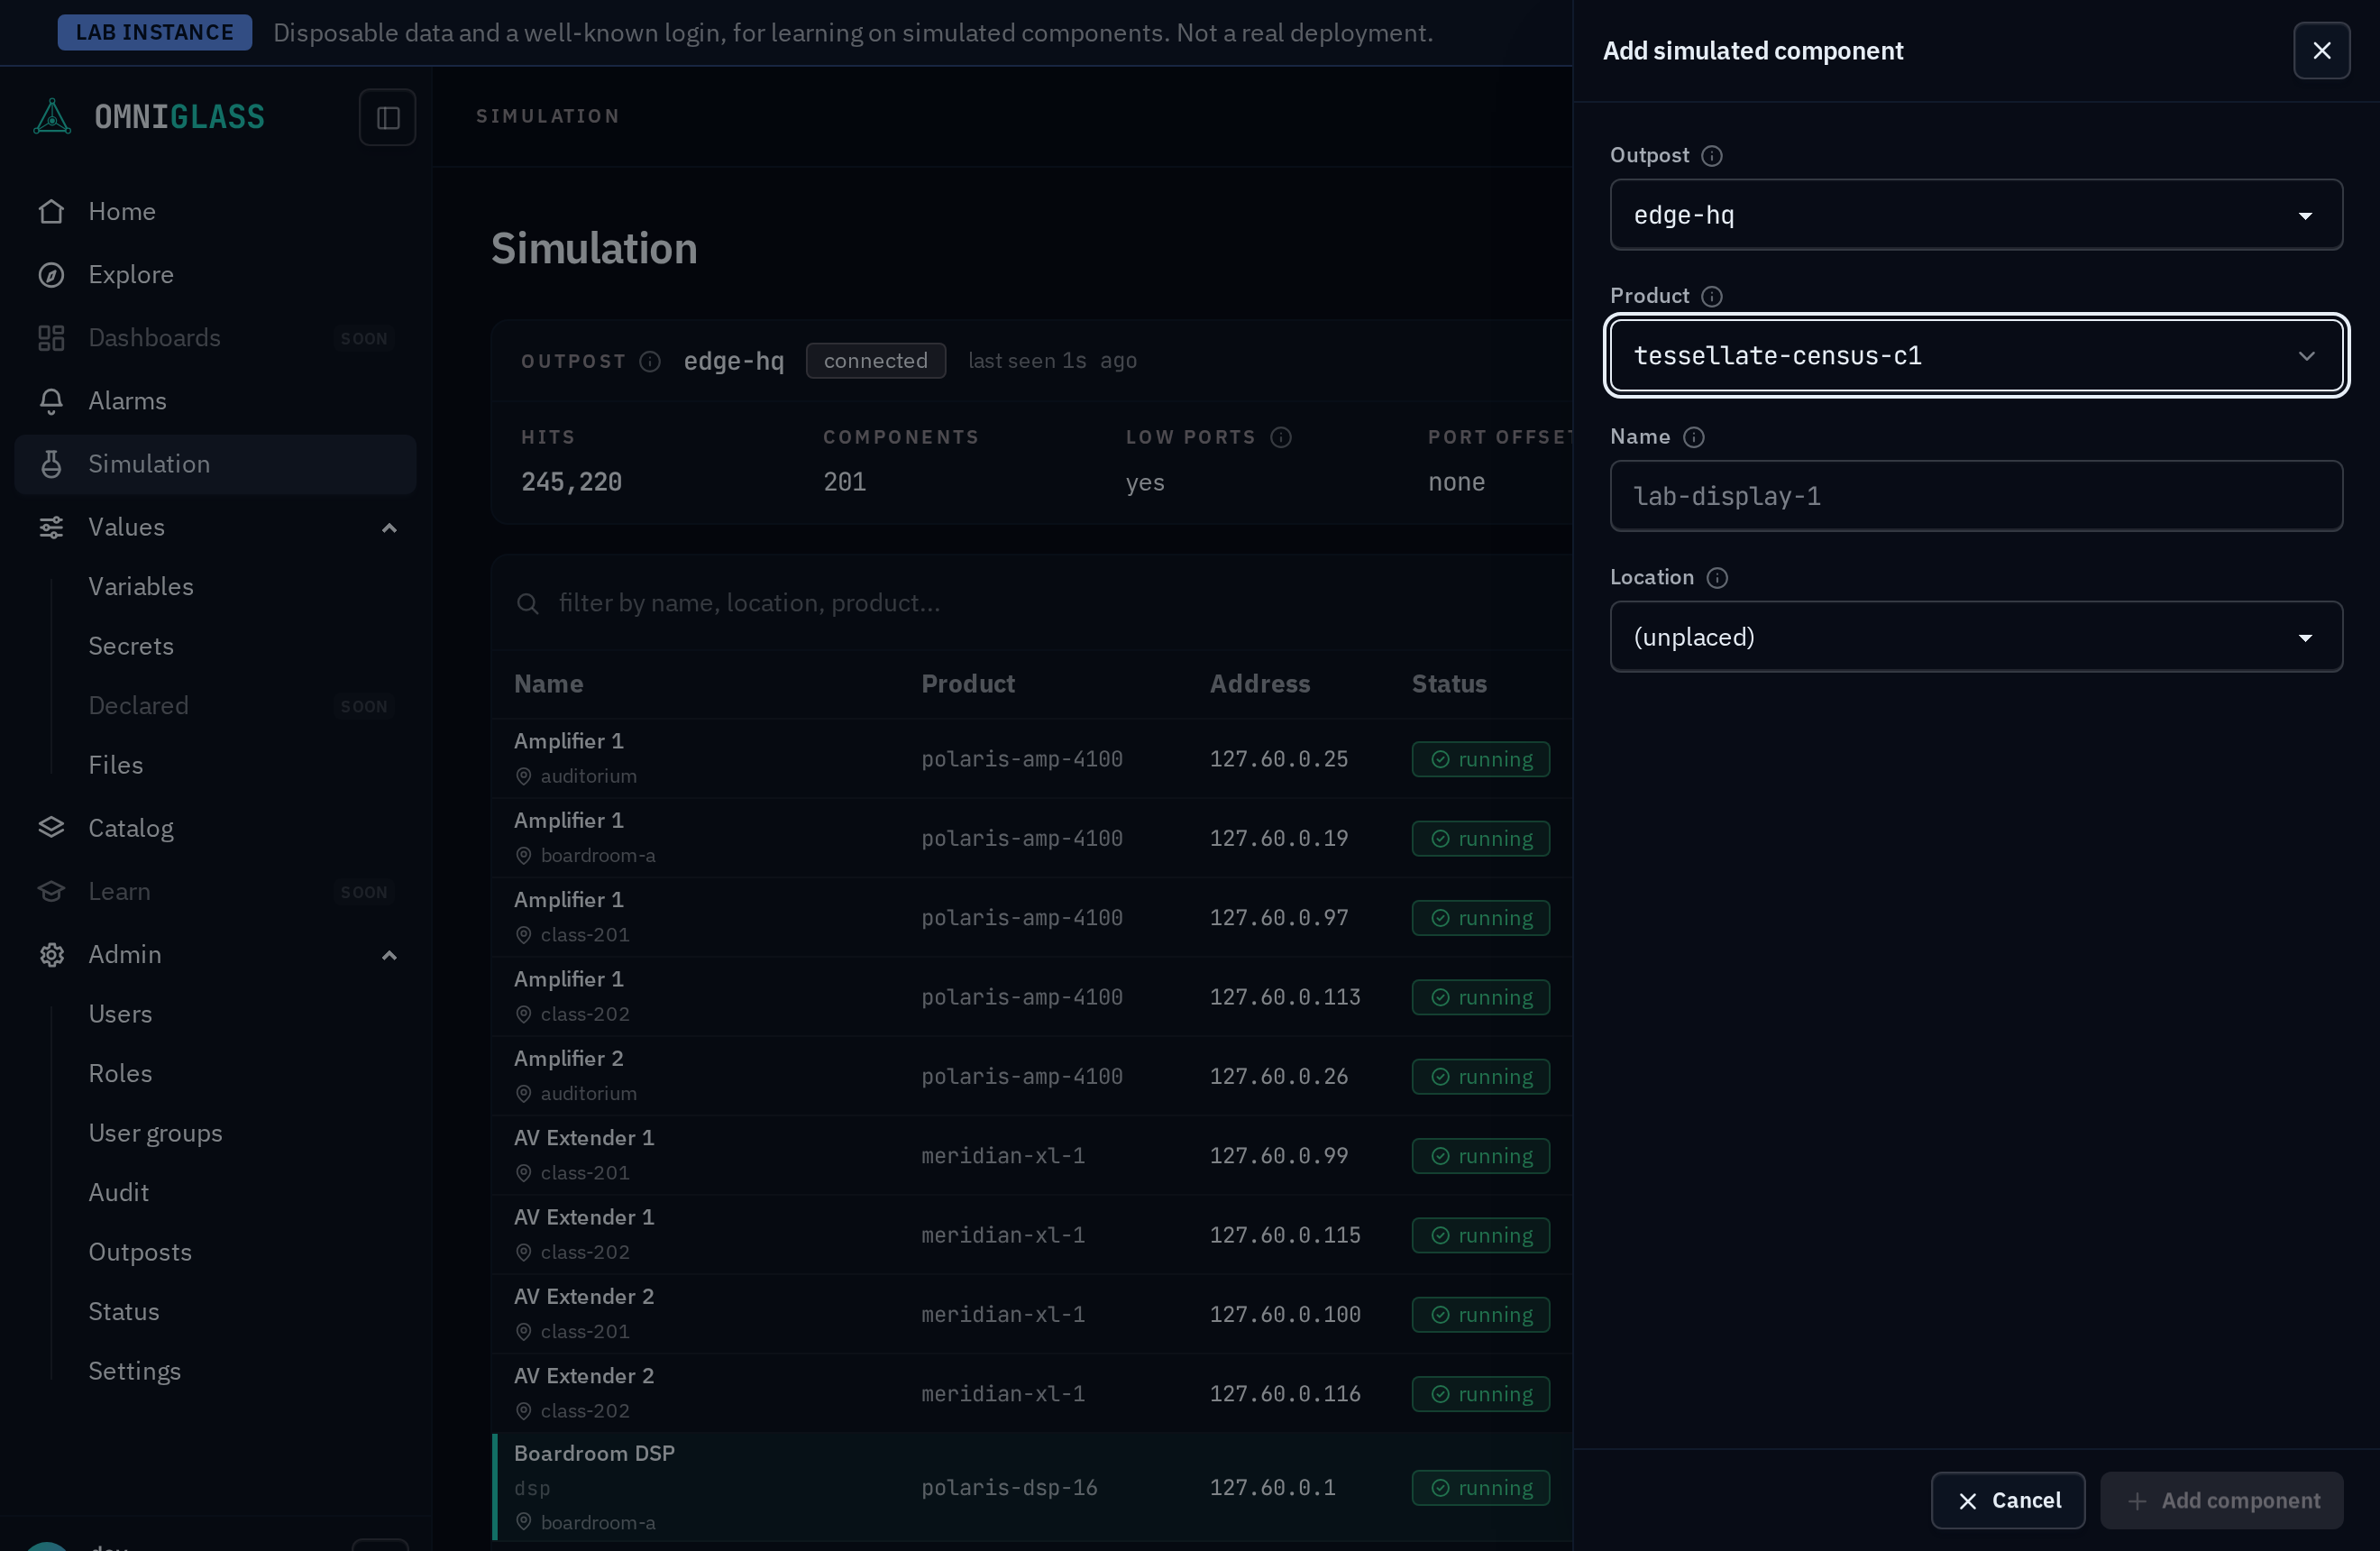 LAB INSTANCE Disposable data and a well-known login, for learning on simulated components. Not a real deployment.
OMNIGLASS
Home
Explore
Dashboards SOON
Alarms
Simulation
Values
Variables
Secrets
Declared SOON
Files
Catalog
Learn SOON
Admin
Users
Roles
User groups
Audit
Outposts
Status
Settings
SIMULATION
Simulation
OUTPOST edge-hq connected last seen 1s ago
HITS COMPONENTS LOW PORTS PORT OFFSET
245,220 201 yes none
filter by name, location, product...
Name Product Address Status
Amplifier 1
auditorium
polaris-amp-4100 127.60.0.25 running
Amplifier 1
boardroom-a
polaris-amp-4100 127.60.0.19 running
Amplifier 1
class-201
polaris-amp-4100 127.60.0.97 running
Amplifier 1
class-202
polaris-amp-4100 127.60.0.113 running
Amplifier 2
auditorium
polaris-amp-4100 127.60.0.26 running
AV Extender 1
class-201
meridian-xl-1 127.60.0.99 running
AV Extender 1
class-202
meridian-xl-1 127.60.0.115 running
AV Extender 2
class-201
meridian-xl-1 127.60.0.100 running
AV Extender 2
class-202
meridian-xl-1 127.60.0.116 running
Boardroom DSP
dsp
boardroom-a
polaris-dsp-16 127.60.0.1 running
Add simulated component
Outpost
edge-hq
Product
tessellate-census-c1
Name
lab-display-1
Location
(unplaced)
Cancel
Add component